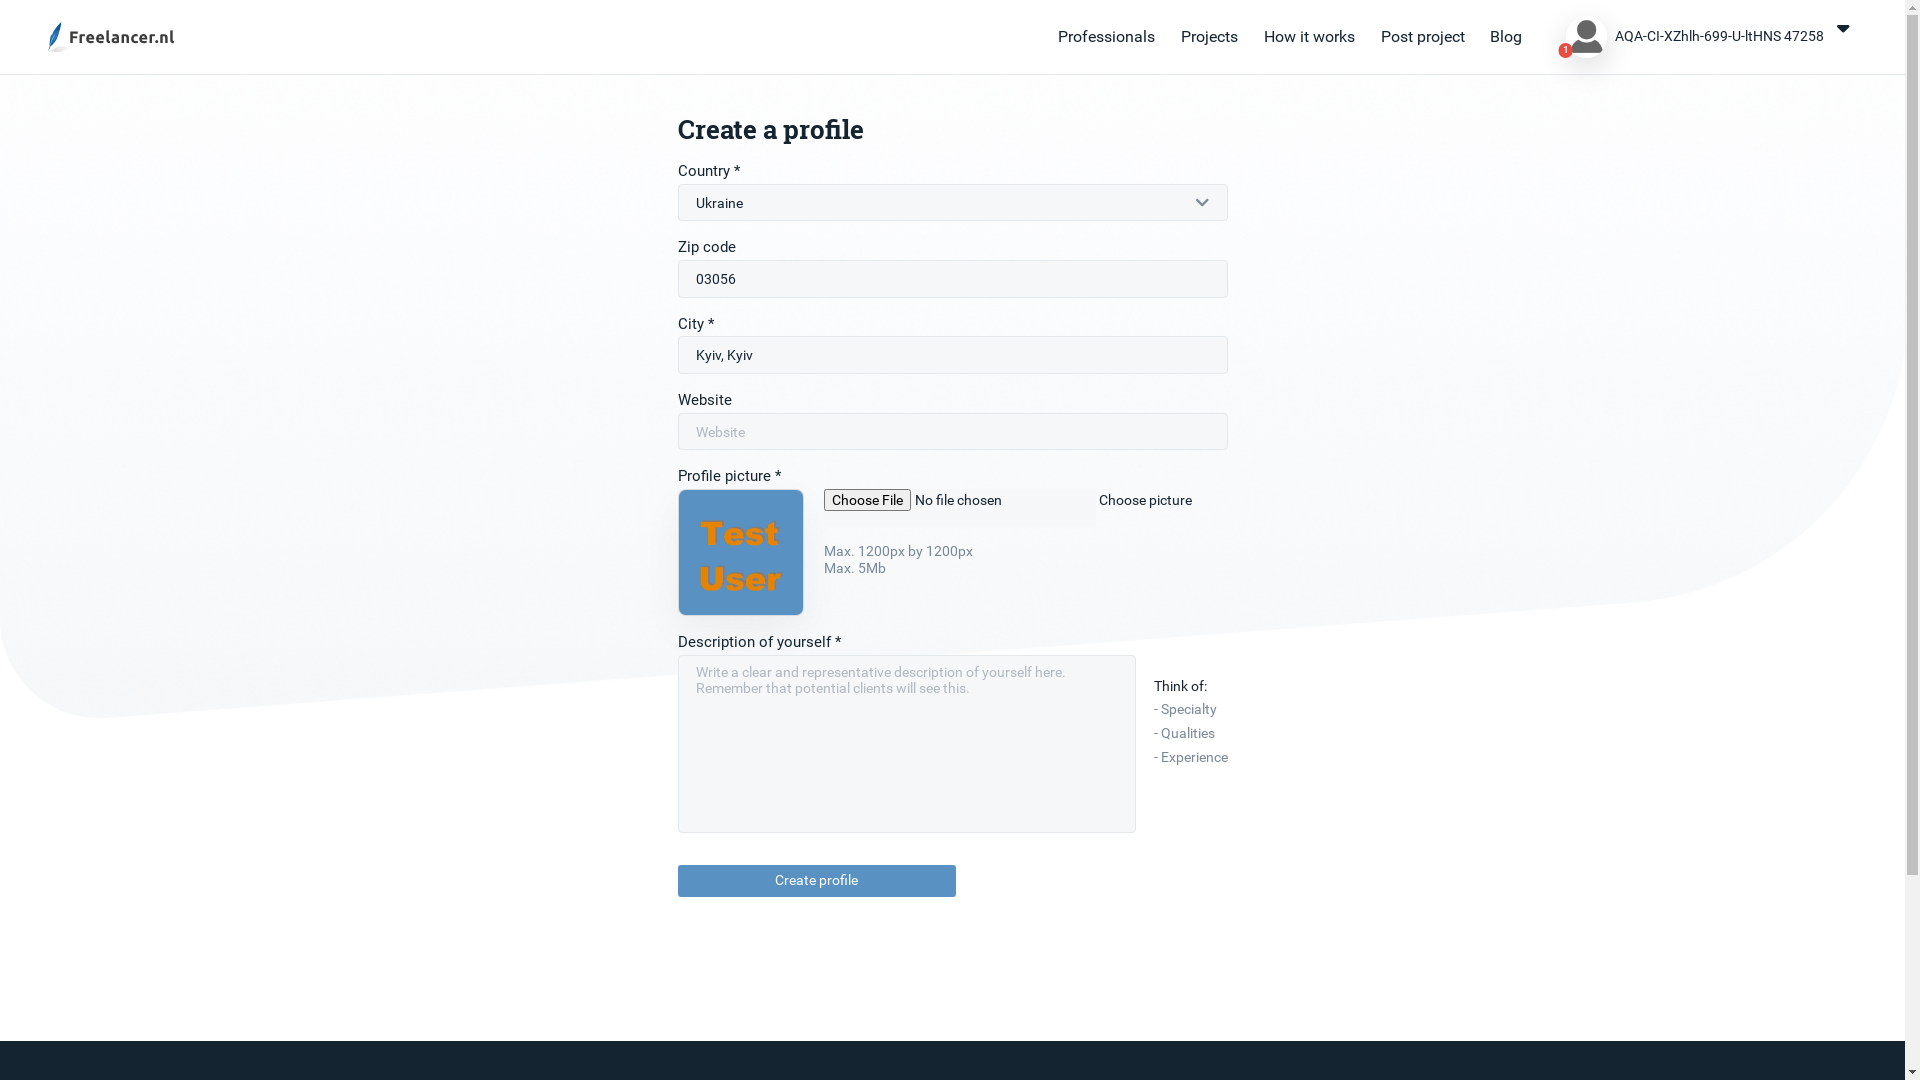 Freelancer.nl
Professionals
Projects
How it works
Post project
Blog
1
AQA-CI-XZhlh-699-U-ltHNS 47258
Create a profile
Country *
Ukraine
Zip code
03056
City *
Kyiv, Kyiv
Website
Website
Profile picture *
Test
User
Choose File No file chosen
Choose picture
Max. 1200px by 1200px
Max. 5Mb
Description of yourself *
Write a clear and representative description of yourself here.
Remember that potential clients will see this.
Think of:
- Specialty
- Qualities
- Experience
Create profile